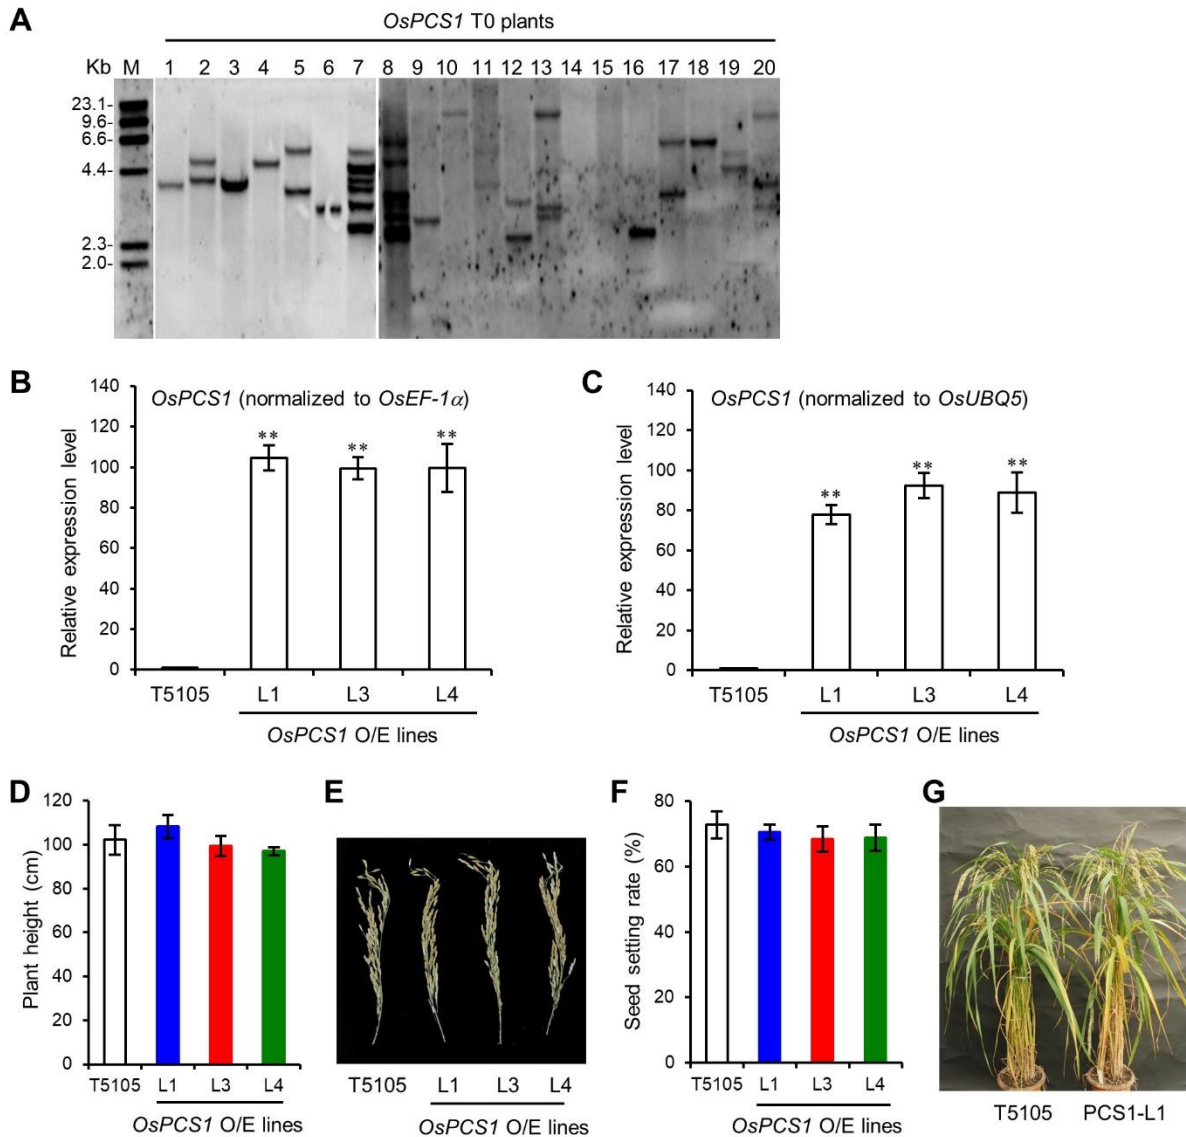 A
OsPCS1 T0 plants
Kb M 1 2 3 4 5 6 7 8 9 10 11 12 13 14 15 16 17 18 19 20
23.1-
9.6-
6.6-
4.4-
2.3-
2.0-
B
OsPCS1 (normalized to OsEF-1α)
Relative expression level
140
120
100
80
60
40
20
0
** ** **
T5105 L1 L3 L4
OsPCS1 O/E lines
C
OsPCS1 (normalized to OsUBQ5)
Relative expression level
140
120
100
80
60
40
20
0
** ** **
T5105 L1 L3 L4
OsPCS1 O/E lines
D
Plant height (cm)
120
100
80
60
40
20
0
T5105 L1 L3 L4
OsPCS1 O/E lines
E
T5105 L1 L3 L4
OsPCS1 O/E lines
F
Seed setting rate (%)
80
60
40
20
0
T5105 L1 L3 L4
OsPCS1 O/E lines
G
T5105 PCS1-L1